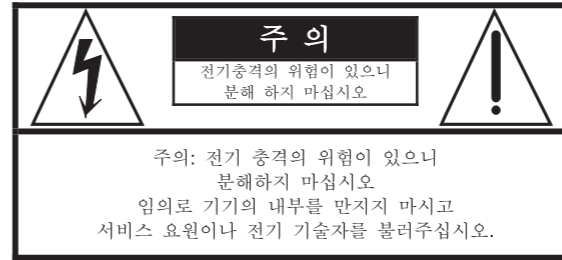 주 의
전기충격의 위험이 있으니
분해 하지 마십시오
주의: 전기 충격의 위험이 있으니
분해하지 마십시오
임의로 기기의 내부를 만지지 마시고
서비스 요원이나 전기 기술자를 불러주십시오.